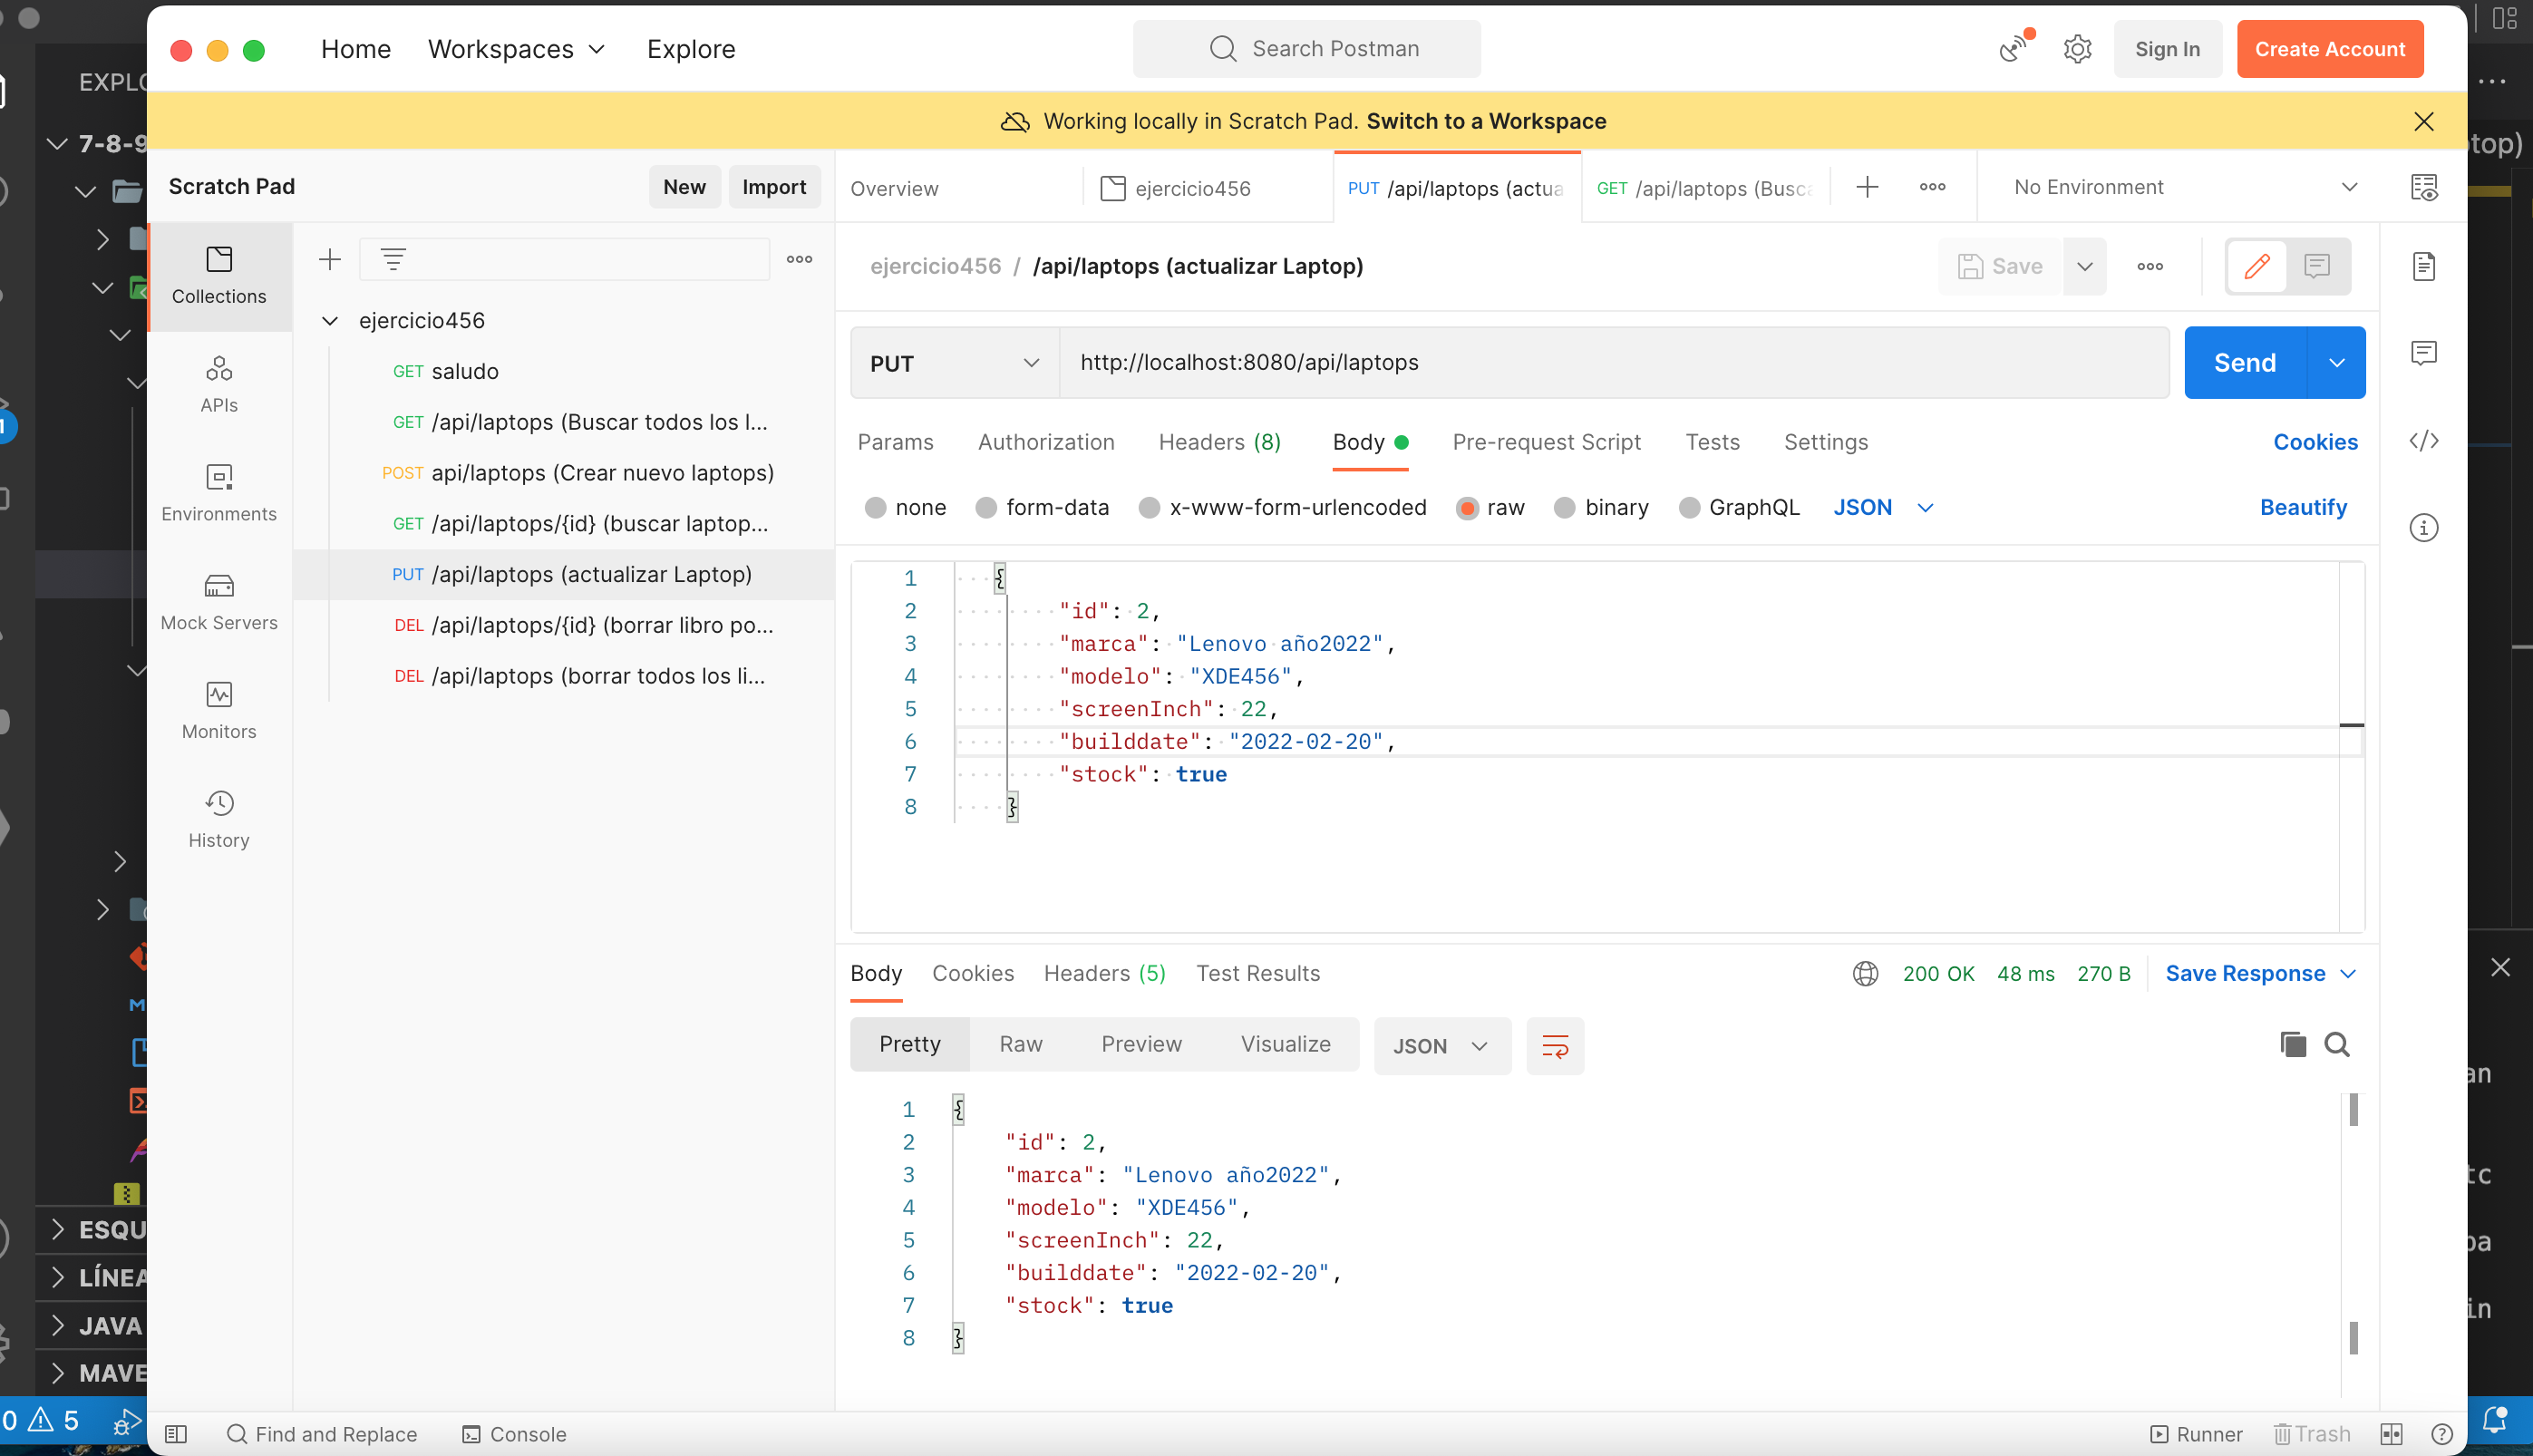 Home Workspaces Explore Search Postman Sign In Create Account
EXPLO
Working locally in Scratch Pad. Switch to a Workspace
7-8-9
top)
Scratch Pad New Import
Overview ejercicio456 PUT /api/laptops (actua GET /api/laptops (Busca No Environment
Collections
APIs
Environments
Mock Servers
Monitors
History
ejercicio456
GET saludo
GET /api/laptops (Buscar todos los l...
POST api/laptops (Crear nuevo laptops)
GET /api/laptops/{id} (buscar laptop...
PUT /api/laptops (actualizar Laptop)
DEL /api/laptops/{id} (borrar libro po...
DEL /api/laptops (borrar todos los li...
ejercicio456 / /api/laptops (actualizar Laptop) Save
PUT http://localhost:8080/api/laptops Send
Params Authorization Headers (8) Body Pre-request Script Tests Settings Cookies
none form-data x-www-form-urlencoded raw binary GraphQL JSON Beautify
1 {
2 "id": 2,
3 "marca": "Lenovo año2022",
4 "modelo": "XDE456",
5 "screenInch": 22,
6 "builddate": "2022-02-20",
7 "stock": true
8 }
Body Cookies Headers (5) Test Results 200 OK 48 ms 270 B Save Response
Pretty Raw Preview Visualize JSON
1 {
2 "id": 2,
3 "marca": "Lenovo año2022",
4 "modelo": "XDE456",
5 "screenInch": 22,
6 "builddate": "2022-02-20",
7 "stock": true
8 }
an
tc
pa
in
ESQU
LÍNEA
JAVA
MAVE
0 5
Find and Replace Console Runner Trash